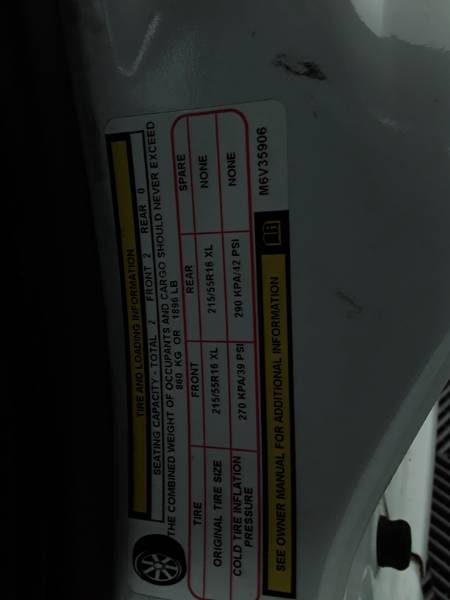 TIRE AND LOADING INFORMATION
SEATING CAPACITY - TOTAL 2 FRONT 2 REAR 0
THE COMBINED WEIGHT OF OCCUPANTS AND CARGO SHOULD NEVER EXCEED
860 KG OR 1896 LB
TIRE FRONT REAR SPARE
ORIGINAL TIRE SIZE 215/55R16 XL 215/55R16 XL NONE
COLD TIRE INFLATION PRESSURE 270 KPA/39 PSI 290 KPA/42 PSI NONE
SEE OWNER MANUAL FOR ADDITIONAL INFORMATION
M6V35906